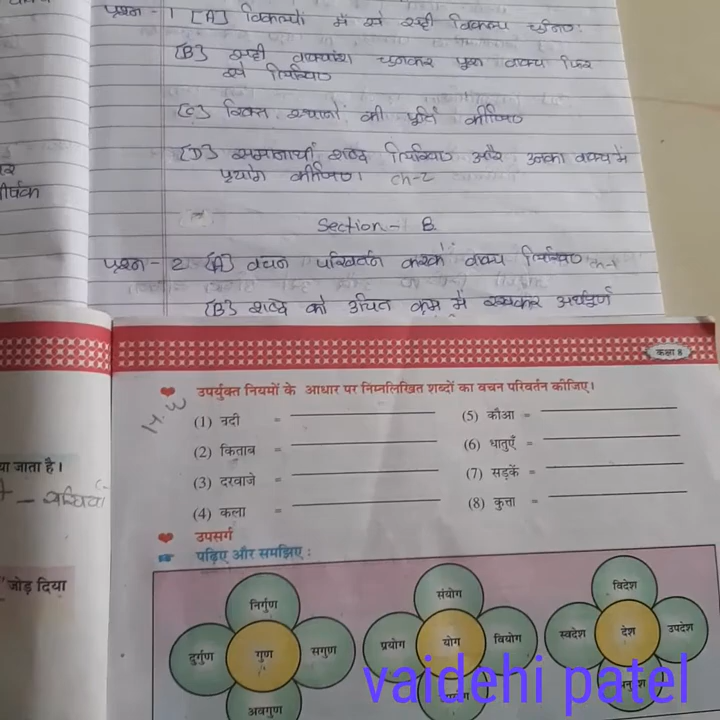 प्रश्न - 1 [A] विकल्पों में से सही विकल्प चुनिए:
[B] सही वाक्यांश चुनकर पूरा वाक्य फिर
से लिखिए
[C] रिक्त स्थानों की पूर्ति कीजिए
[D] समानार्थी शब्द लिखिए और उनका वाक्य में
प्रयोग कीजिए। ch-2
Section - B
प्रश्न - 2 [A] वचन परिवर्तन करके वाक्य लिखिए ch-1
[B] शब्द को उचित क्रम में रखकर अर्थपूर्ण
र्षक
कक्षा 8
उपर्युक्त नियमों के आधार पर निम्नलिखित शब्दों का वचन परिवर्तन कीजिए।
H.W
(1) नदी = (5) कौआ =
(2) किताब = (6) धातुएँ =
(3) दरवाजे = (7) सड़कें =
(4) कला = (8) कुत्ता =
या जाता है।
उपसर्ग
पढ़िए और समझिए :
जोड़ दिया
निर्गुण संयोग विदेश
दुर्गुण गुण सगुण प्रयोग योग वियोग स्वदेश देश उपदेश
अवगुण
vaidehi patel